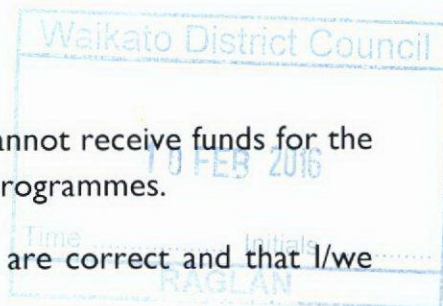 Waikato District Council
annot receive funds for the
10 FEB 2016
rogrammes.
Time .................... Initials ....................
are correct and that I/we
RAGLAN